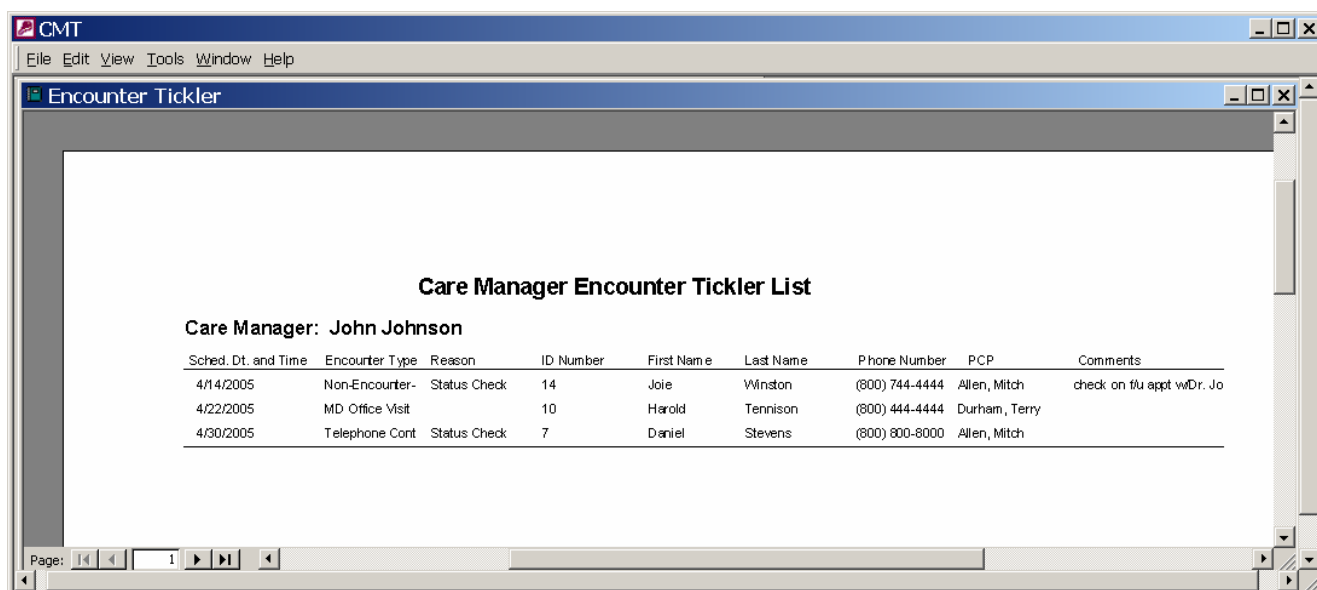 CMT
File Edit View Tools Window Help
Encounter Tickler
Care Manager Encounter Tickler List
Care Manager: John Johnson
Sched. Dt. and Time Encounter Type Reason ID Number First Name Last Name Phone Number PCP Comments
4/14/2005 Non-Encounter- Status Check 14 Joie Winston (800) 744-4444 Allen, Mitch check on f/u appt w/Dr. Jo
4/22/2005 MD Office Visit 10 Harold Tennison (800) 444-4444 Durham, Terry
4/30/2005 Telephone Cont Status Check 7 Daniel Stevens (800) 800-8000 Allen, Mitch
Page: 1